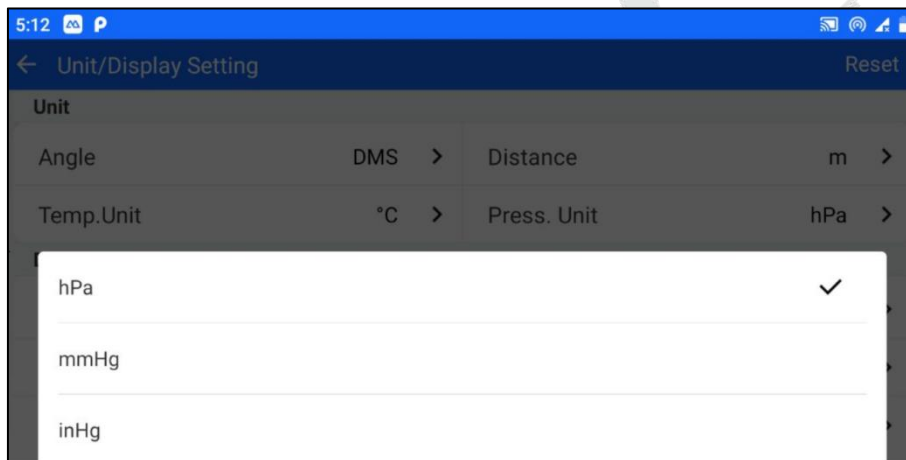 5:12
Unit/Display Setting Reset
Unit
Angle DMS Distance m
Temp.Unit °C Press. Unit hPa
hPa
mmHg
inHg